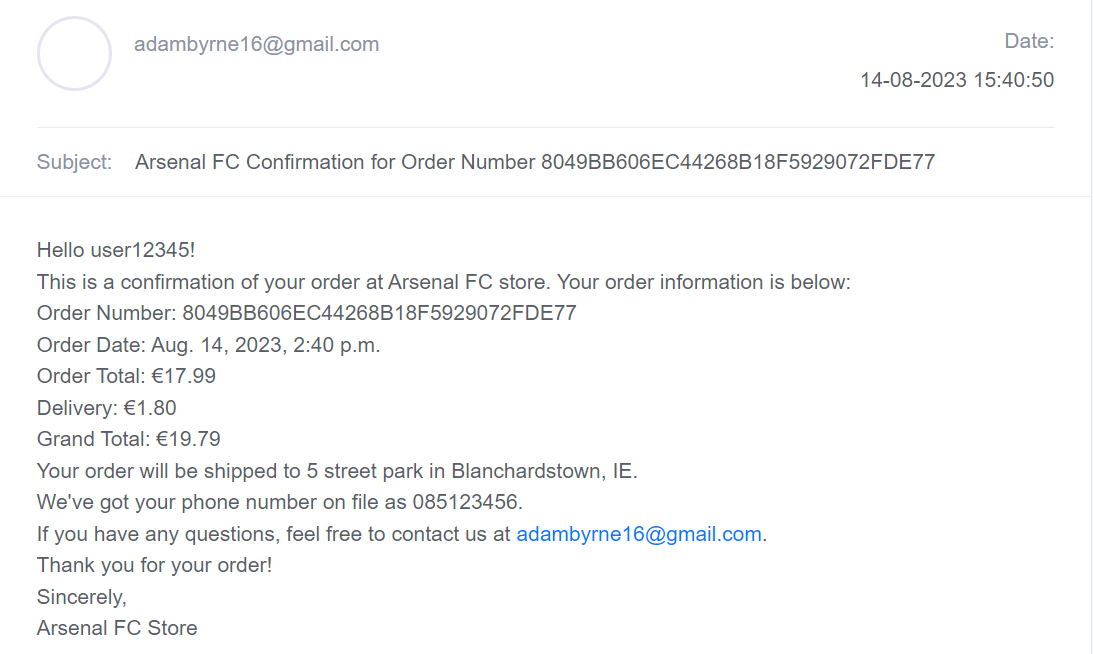 adambyrne16@gmail.com
Date:
14-08-2023 15:40:50
Subject: Arsenal FC Confirmation for Order Number 8049BB606EC44268B18F5929072FDE77
Hello user12345!
This is a confirmation of your order at Arsenal FC store. Your order information is below:
Order Number: 8049BB606EC44268B18F5929072FDE77
Order Date: Aug. 14, 2023, 2:40 p.m.
Order Total: €17.99
Delivery: €1.80
Grand Total: €19.79
Your order will be shipped to 5 street park in Blanchardstown, IE.
We've got your phone number on file as 085123456.
If you have any questions, feel free to contact us at adambyrne16@gmail.com.
Thank you for your order!
Sincerely,
Arsenal FC Store